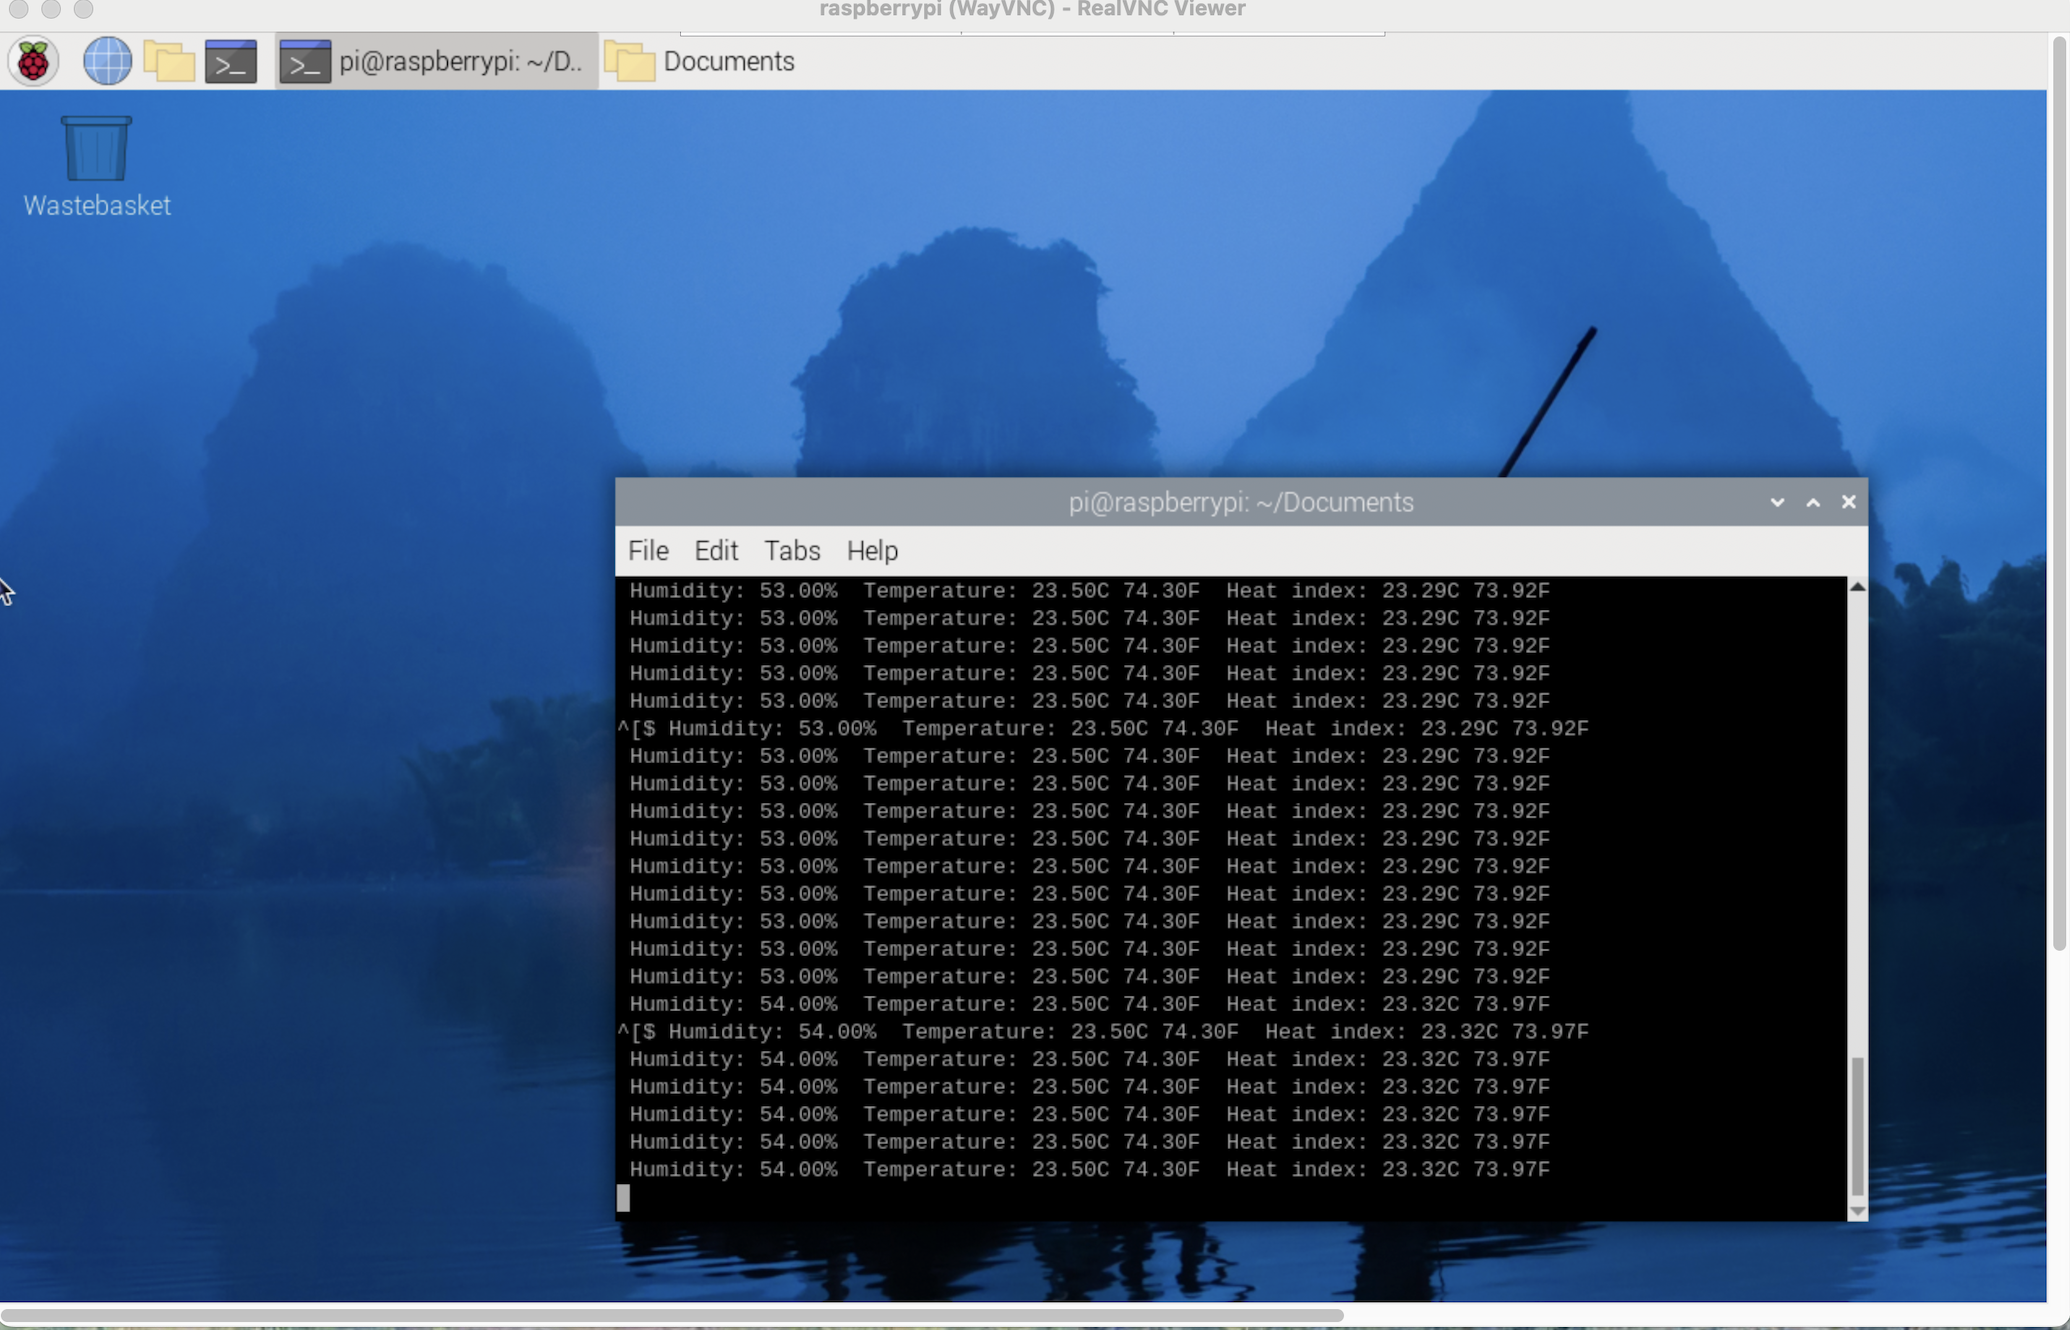 raspberrypi (WayVNC) - RealVNC Viewer
pi@raspberrypi: ~/D.. Documents
Wastebasket
pi@raspberrypi: ~/Documents
File Edit Tabs Help
Humidity: 53.00%  Temperature: 23.50C 74.30F  Heat index: 23.29C 73.92F
Humidity: 53.00%  Temperature: 23.50C 74.30F  Heat index: 23.29C 73.92F
Humidity: 53.00%  Temperature: 23.50C 74.30F  Heat index: 23.29C 73.92F
Humidity: 53.00%  Temperature: 23.50C 74.30F  Heat index: 23.29C 73.92F
Humidity: 53.00%  Temperature: 23.50C 74.30F  Heat index: 23.29C 73.92F
^[$ Humidity: 53.00%  Temperature: 23.50C 74.30F  Heat index: 23.29C 73.92F
Humidity: 53.00%  Temperature: 23.50C 74.30F  Heat index: 23.29C 73.92F
Humidity: 53.00%  Temperature: 23.50C 74.30F  Heat index: 23.29C 73.92F
Humidity: 53.00%  Temperature: 23.50C 74.30F  Heat index: 23.29C 73.92F
Humidity: 53.00%  Temperature: 23.50C 74.30F  Heat index: 23.29C 73.92F
Humidity: 53.00%  Temperature: 23.50C 74.30F  Heat index: 23.29C 73.92F
Humidity: 53.00%  Temperature: 23.50C 74.30F  Heat index: 23.29C 73.92F
Humidity: 53.00%  Temperature: 23.50C 74.30F  Heat index: 23.29C 73.92F
Humidity: 53.00%  Temperature: 23.50C 74.30F  Heat index: 23.29C 73.92F
Humidity: 53.00%  Temperature: 23.50C 74.30F  Heat index: 23.29C 73.92F
Humidity: 54.00%  Temperature: 23.50C 74.30F  Heat index: 23.32C 73.97F
^[$ Humidity: 54.00%  Temperature: 23.50C 74.30F  Heat index: 23.32C 73.97F
Humidity: 54.00%  Temperature: 23.50C 74.30F  Heat index: 23.32C 73.97F
Humidity: 54.00%  Temperature: 23.50C 74.30F  Heat index: 23.32C 73.97F
Humidity: 54.00%  Temperature: 23.50C 74.30F  Heat index: 23.32C 73.97F
Humidity: 54.00%  Temperature: 23.50C 74.30F  Heat index: 23.32C 73.97F
Humidity: 54.00%  Temperature: 23.50C 74.30F  Heat index: 23.32C 73.97F